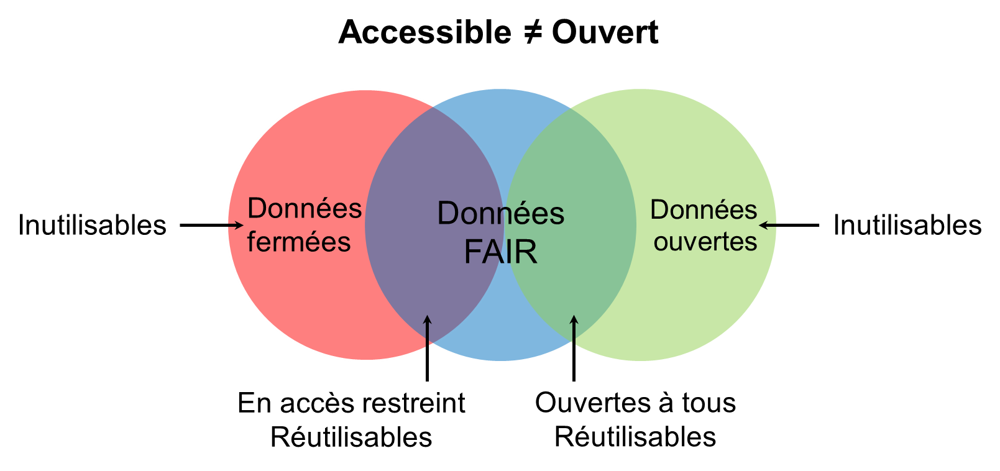 Accessible ≠ Ouvert
Inutilisables
Données
fermées
Données
FAIR
Données
ouvertes
Inutilisables
En accès restreint
Réutilisables
Ouvertes à tous
Réutilisables